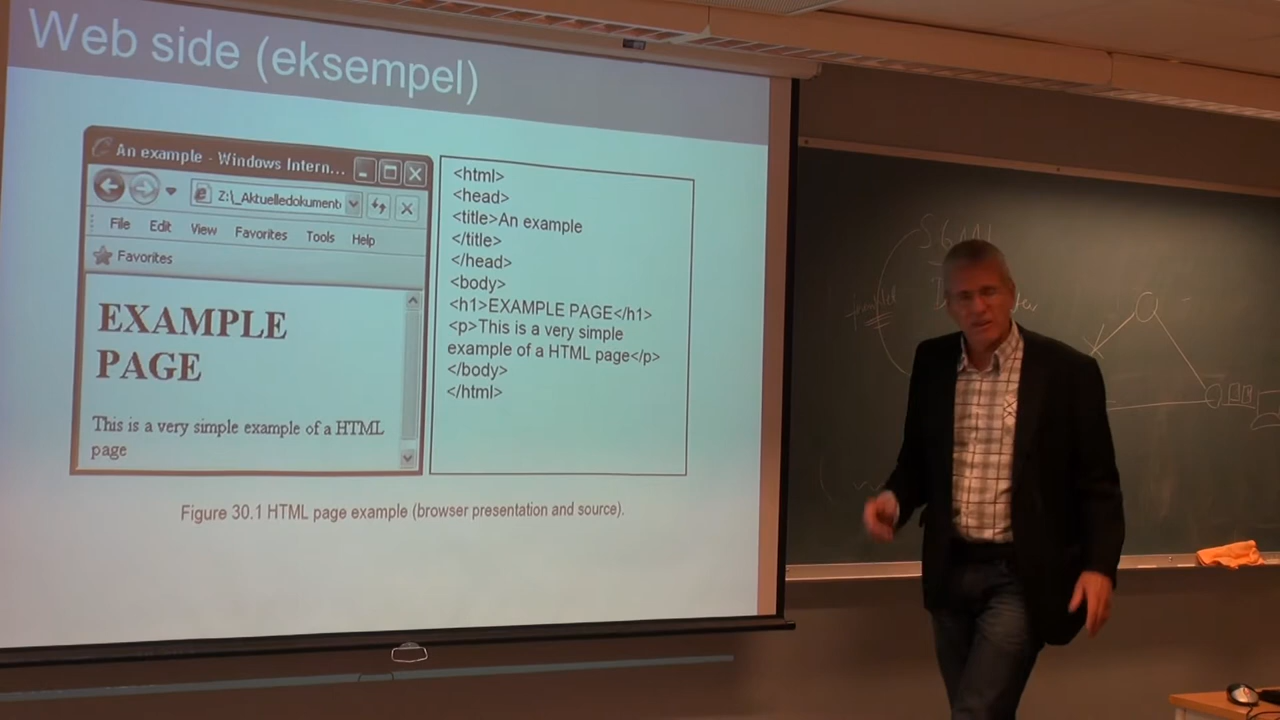 Web side (eksempel)
An example - Windows Intern...
Z:\_Aktuelledokument
File Edit View Favorites Tools Help
Favorites
EXAMPLE
PAGE
This is a very simple example of a HTML
page
<html>
<head>
<title>An example
</title>
</head>
<body>
<h1>EXAMPLE PAGE</h1>
<p>This is a very simple
example of a HTML page</p>
</body>
</html>
Figure 30.1 HTML page example (browser presentation and source).
SGML